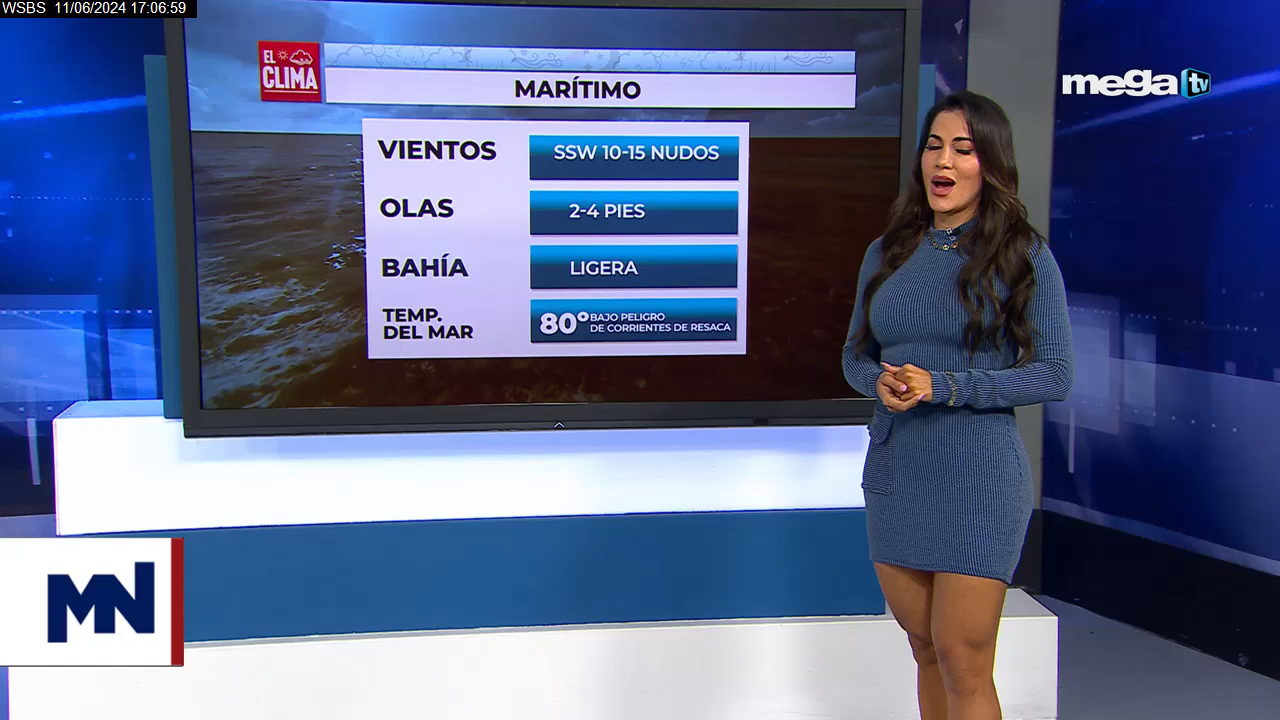 WSBS 11/06/2024 17:06:59
EL
CLIMA
MARÍTIMO
mega tv
VIENTOS
SSW 10-15 NUDOS
OLAS
2-4 PIES
BAHÍA
LIGERA
TEMP.
DEL MAR
80° BAJO PELIGRO
DE CORRIENTES DE RESACA
MN